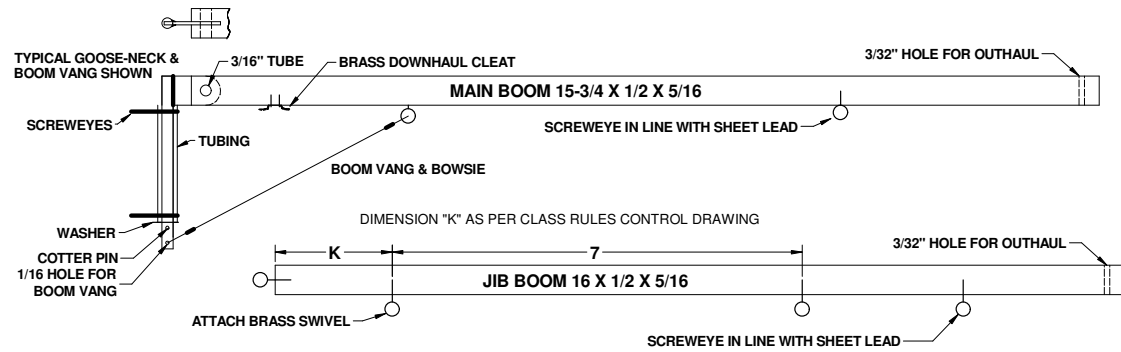 TYPICAL GOOSE-NECK &
BOOM VANG SHOWN
3/16" TUBE
BRASS DOWNHAUL CLEAT
3/32" HOLE FOR OUTHAUL
MAIN BOOM 15-3/4 X 1/2 X 5/16
SCREWEYES
SCREWEYE IN LINE WITH SHEET LEAD
TUBING
BOOM VANG & BOWSIE
DIMENSION "K" AS PER CLASS RULES CONTROL DRAWING
WASHER
COTTER PIN
1/16 HOLE FOR
BOOM VANG
K
7
3/32" HOLE FOR OUTHAUL
JIB BOOM 16 X 1/2 X 5/16
ATTACH BRASS SWIVEL
SCREWEYE IN LINE WITH SHEET LEAD